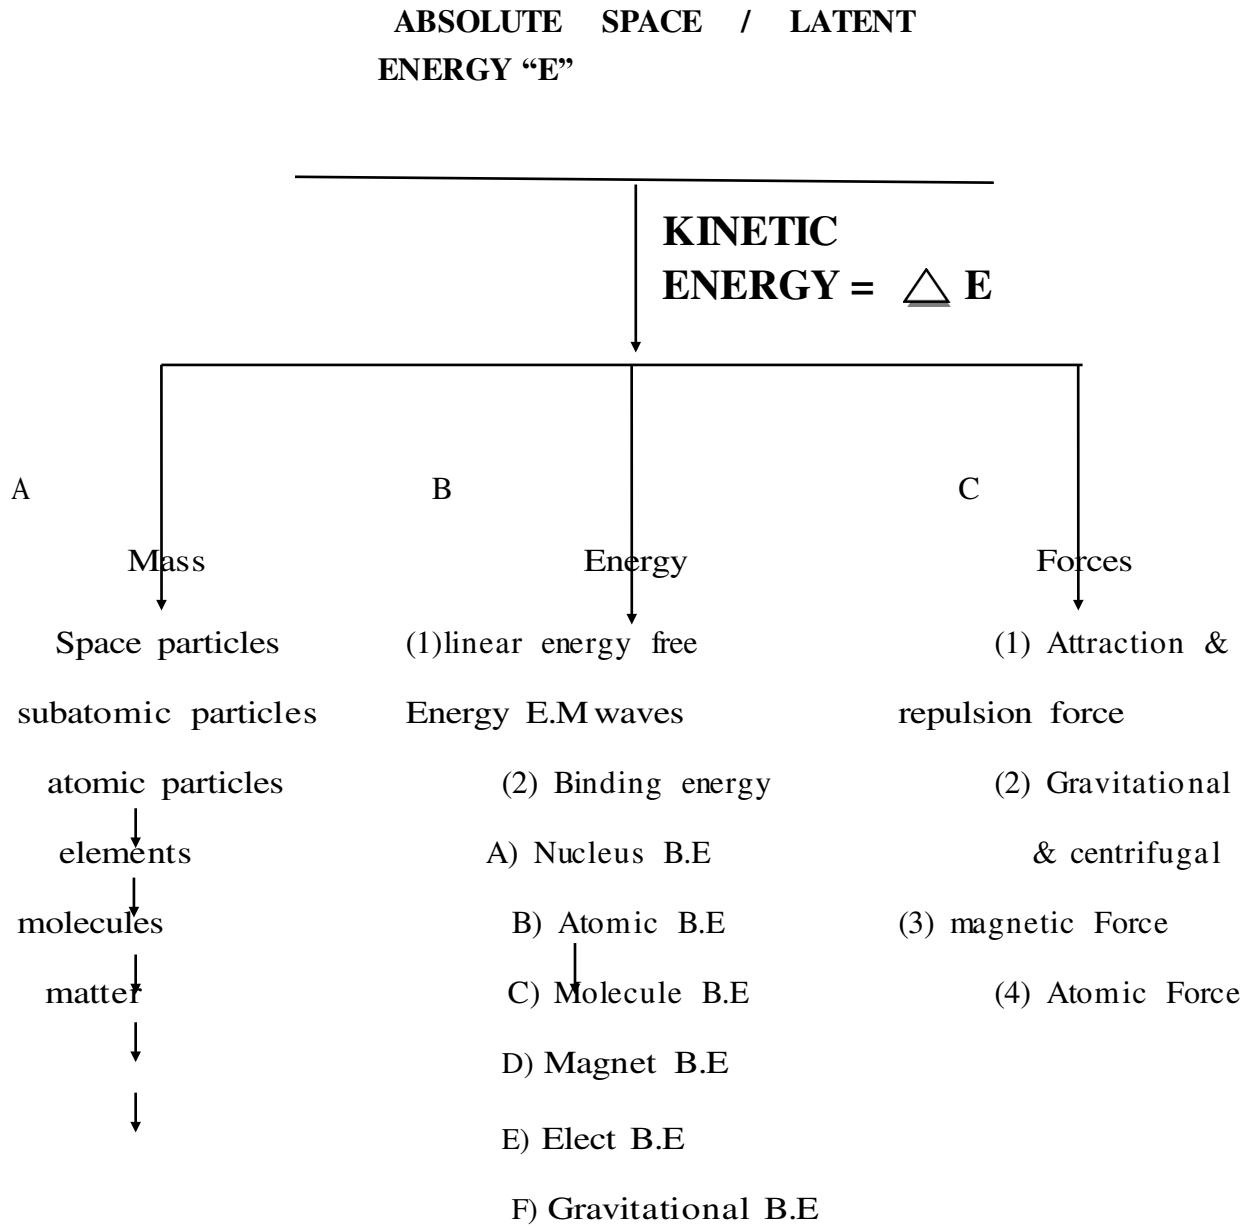 ABSOLUTE SPACE / LATENT
ENERGY “E”
KINETIC
ENERGY = △ E
A
Mass
Space particles
subatomic particles
atomic particles
elements
molecules
matter
B
Energy
(1)linear energy free
Energy E.M waves
(2) Binding energy
A) Nucleus B.E
B) Atomic B.E
C) Molecule B.E
D) Magnet B.E
E) Elect B.E
F) Gravitational B.E
C
Forces
(1) Attraction &
repulsion force
(2) Gravitational
& centrifugal
(3) magnetic Force
(4) Atomic Force